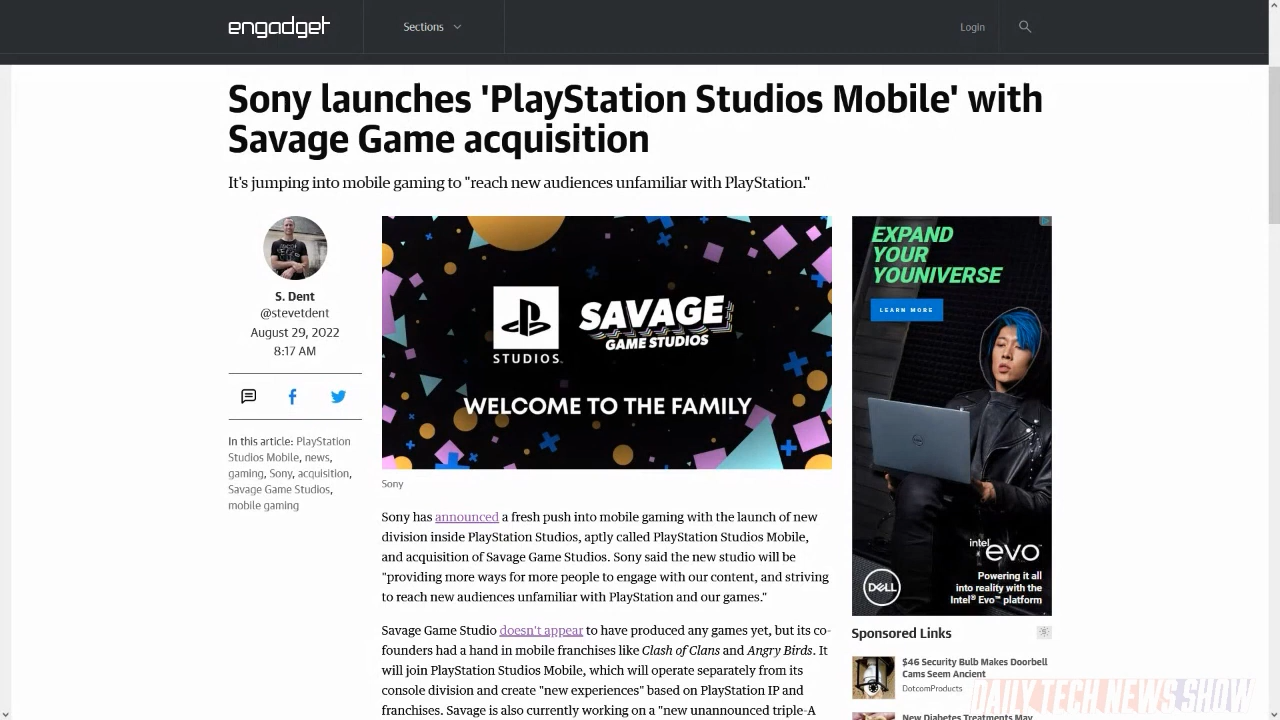 engadget
Sections
Login
Sony launches 'PlayStation Studios Mobile' with
Savage Game acquisition
It's jumping into mobile gaming to "reach new audiences unfamiliar with PlayStation."
S. Dent
@stevetdent
August 29, 2022
8:17 AM
In this article: PlayStation
Studios Mobile, news,
gaming, Sony, acquisition,
Savage Game Studios,
mobile gaming
STUDIOS
SAVAGE
GAME STUDIOS
WELCOME TO THE FAMILY
Sony
Sony has announced a fresh push into mobile gaming with the launch of new
division inside PlayStation Studios, aptly called PlayStation Studios Mobile,
and acquisition of Savage Game Studios. Sony said the new studio will be
"providing more ways for more people to engage with our content, and striving
to reach new audiences unfamiliar with PlayStation and our games."
Savage Game Studio doesn't appear to have produced any games yet, but its co-
founders had a hand in mobile franchises like Clash of Clans and Angry Birds. It
will join PlayStation Studios Mobile, which will operate separately from its
console division and create "new experiences" based on PlayStation IP and
franchises. Savage is also currently working on a "new unannounced triple-A
EXPAND
YOUR
YOUNIVERSE
LEARN MORE
DELL
intel evo™
DELL
Powering it all
into reality with the
Intel® Evo™ platform
Sponsored Links
$46 Security Bulb Makes Doorbell
Cams Seem Ancient
DotcomProducts
New Diabetes Treatments May
DAILY TECH NEWS SHOW